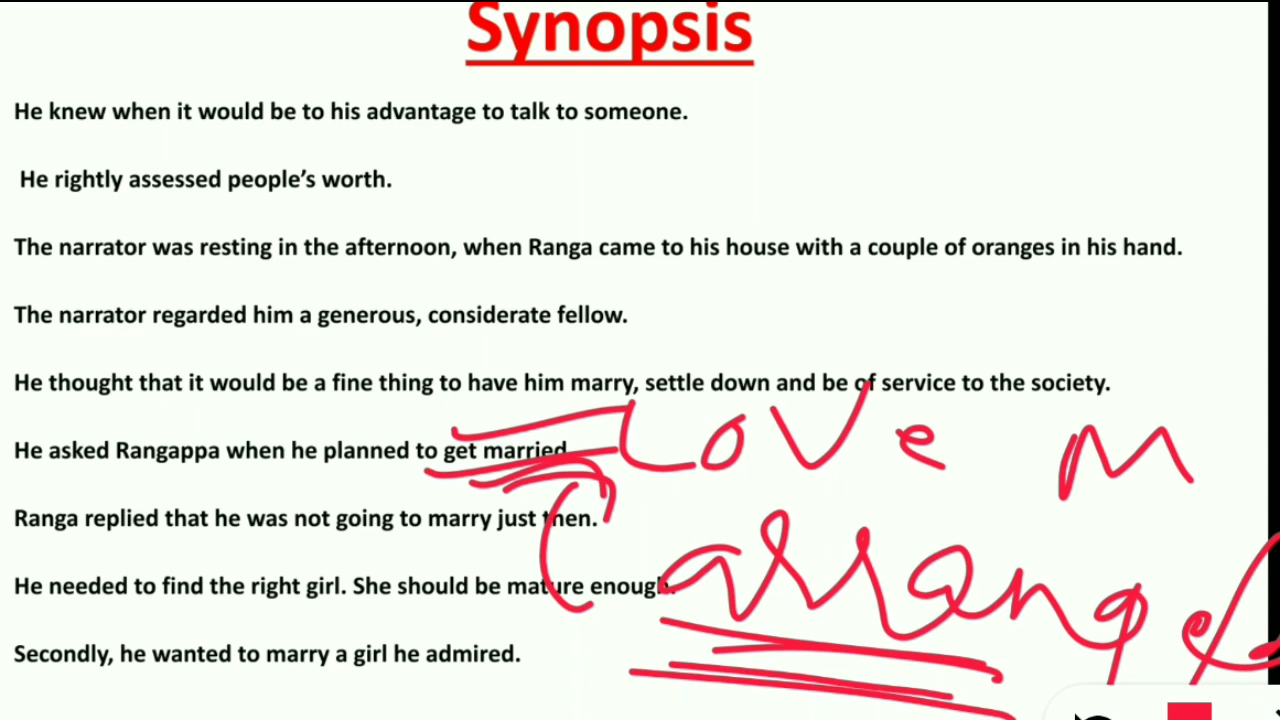 Synopsis
He knew when it would be to his advantage to talk to someone.
He rightly assessed people’s worth.
The narrator was resting in the afternoon, when Ranga came to his house with a couple of oranges in his hand.
The narrator regarded him a generous, considerate fellow.
He thought that it would be a fine thing to have him marry, settle down and be of service to the society.
He asked Rangappa when he planned to get married
Love M
Ranga replied that he was not going to marry just then.
He needed to find the right girl. She should be mature enough.
arranged
Secondly, he wanted to marry a girl he admired.